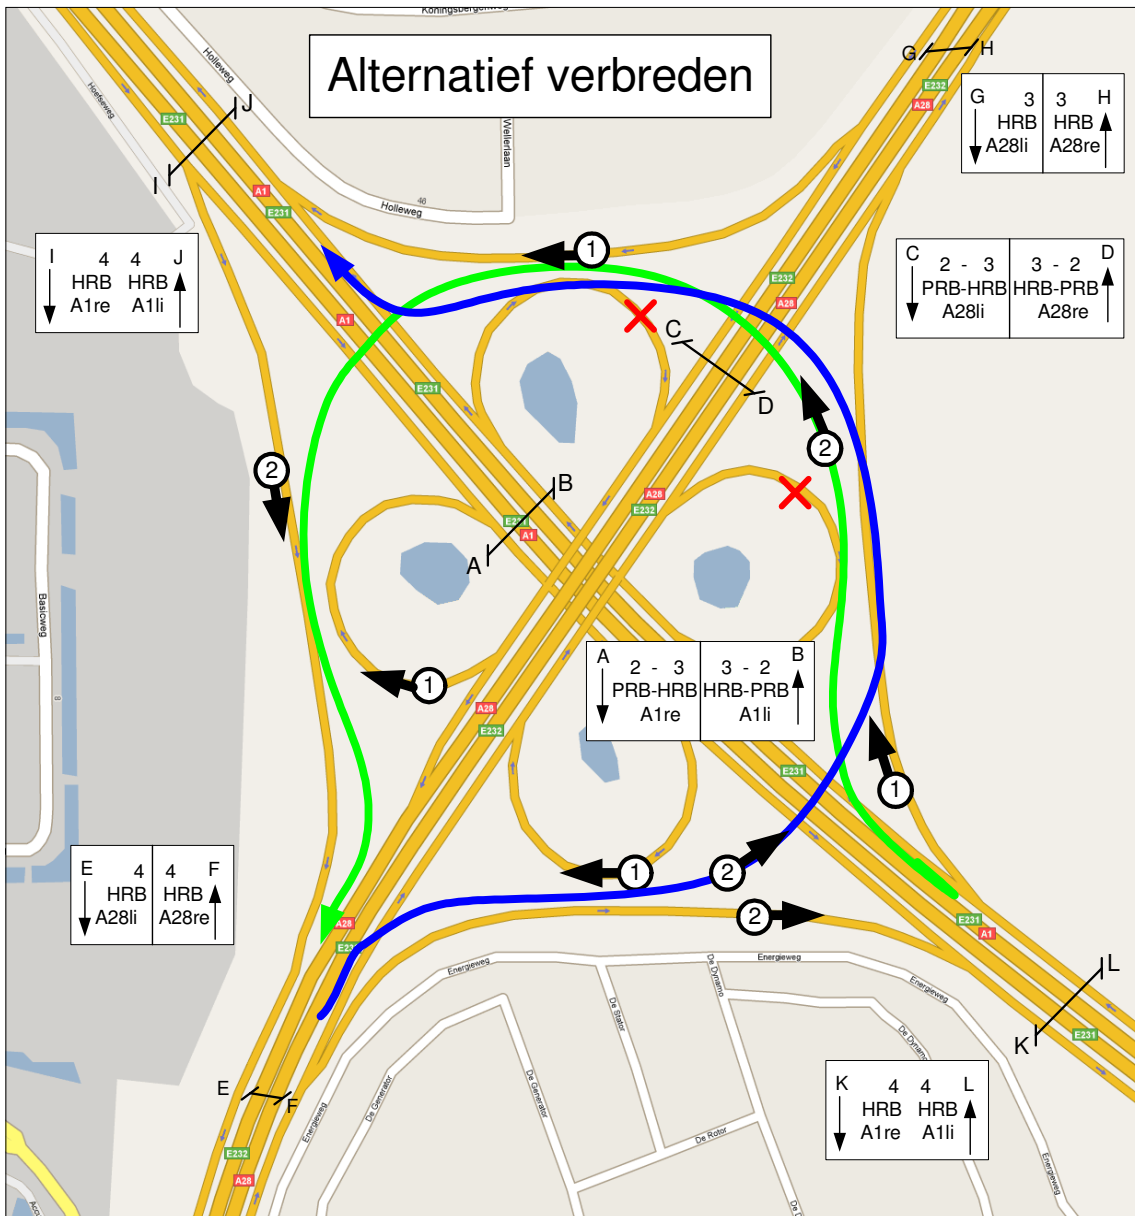 Koningsbergenweg
Alternatief verbreden
Holleweg
Hoefseweg
Wellerlaan
46
Holleweg
G H
E232
A28
G 3 3 H
HRB HRB
A28li A28re
J
E231
I
A1
E231
I 4 4 J
HRB HRB
A1re A1li
1
E232
A28
C 2 - 3 3 - 2 D
PRB-HRB HRB-PRB
A28li A28re
A1
C
D
E231
2
2
B
A28
E232
E231
A1
A
Basicweg
8
A 2 - 3 3 - 2 B
PRB-HRB HRB-PRB
A1re A1li
1
A28
E232
E231
1
E 4 4 F
HRB HRB
A28li A28re
1
2
2
A28
E231
A1
Energieweg
Energieweg
Energieweg
De Dynamo
De Stator
De Dynamo
L
K
E231
De Generator
De Generator
De Rotor
Energieweg
Energieweg
E
F
K 4 4 L
HRB HRB
A1re A1li
E232
A28